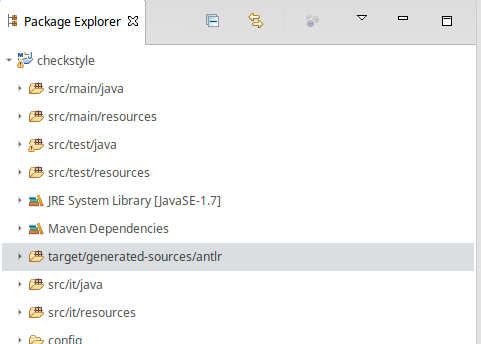 Package Explorer
checkstyle
src/main/java
src/main/resources
src/test/java
src/test/resources
JRE System Library [JavaSE-1.7]
Maven Dependencies
target/generated-sources/antlr
src/it/java
src/it/resources
config